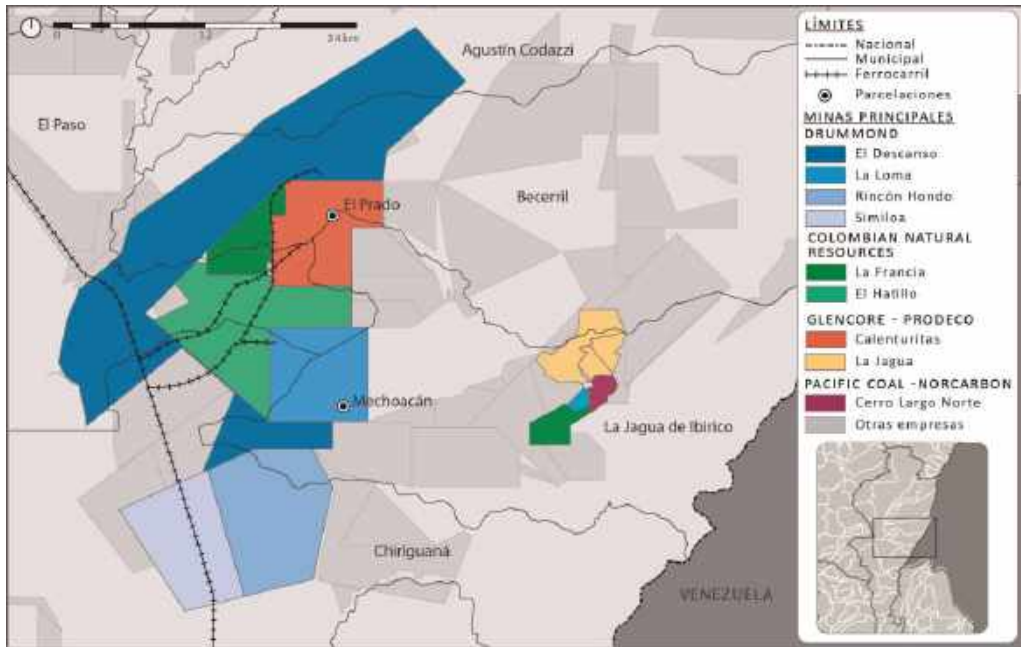 0 12 24km
Agustín Codazzi
El Paso
Becerril
El Prado
Mechoacán
La Jagua de Ibirico
Chiriguaná
VENEZUELA
LÍMITES
Nacional
Municipal
Ferrocarril
Parcelaciones
MINAS PRINCIPALES
DRUMMOND
El Descanso
La Loma
Rincón Hondo
Similoa
COLOMBIAN NATURAL
RESOURCES
La Francia
El Hatillo
GLENCORE - PRODECO
Calenturitas
La Jagua
PACIFIC COAL -NORCARBON
Cerro Largo Norte
Otras empresas